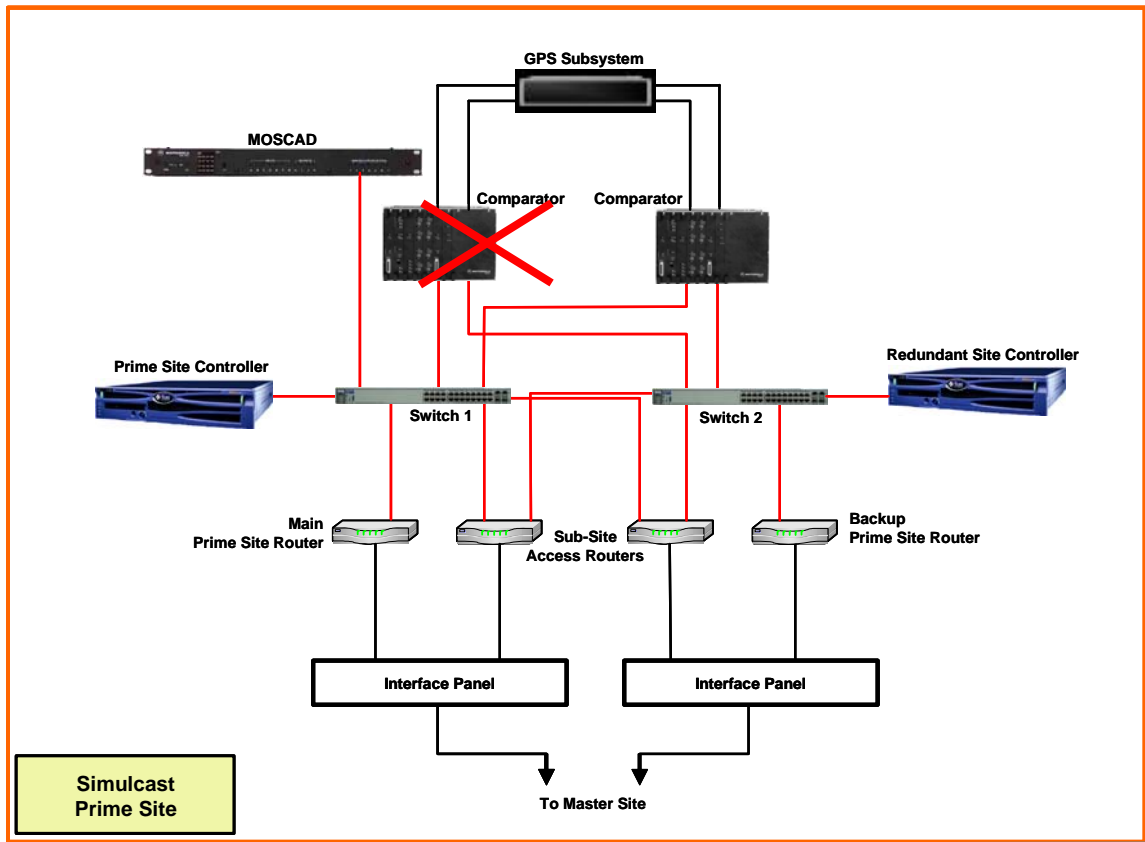 GPS Subsystem
MOSCAD
Comparator
Comparator
Prime Site Controller
Redundant Site Controller
Switch 1
Switch 2
Main
Prime Site Router
Sub-Site
Access Routers
Backup
Prime Site Router
Interface Panel
Interface Panel
Simulcast
Prime Site
To Master Site